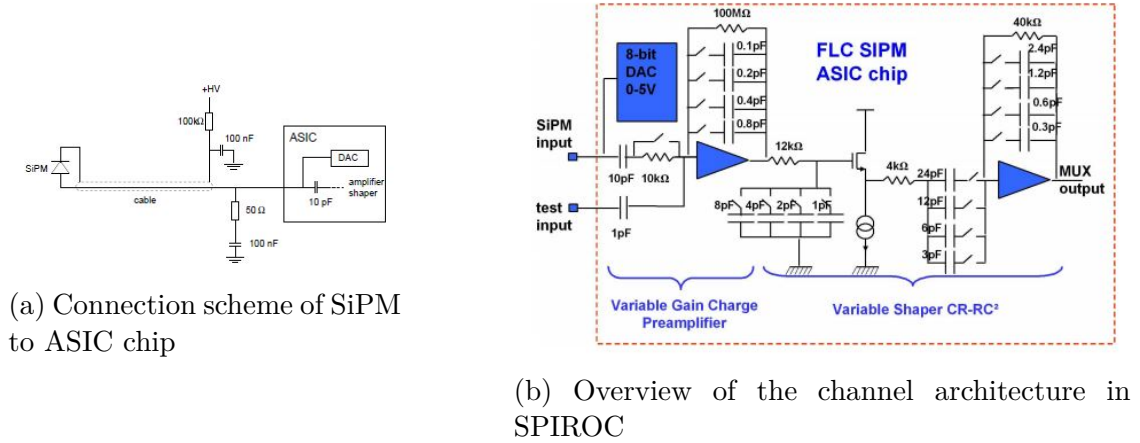 +HV
100kΩ
100 nF
ASIC
DAC
SiPM
cable
10 pF
amplifier
shaper
50 Ω
100 nF
(a) Connection scheme of SiPM
to ASIC chip
100MΩ
8-bit
DAC
0-5V
0.1pF
0.2pF
0.4pF
0.8pF
FLC SIPM
ASIC chip
40kΩ
2.4pF
1.2pF
0.6pF
0.3pF
SiPM
input
10pF
10kΩ
12kΩ
4kΩ
24pF
12pF
6pF
3pF
MUX
output
test
input
1pF
8pF
4pF
2pF
1pF
Variable Gain Charge
Preamplifier
Variable Shaper CR-RC²
(b) Overview of the channel architecture in
SPIROC